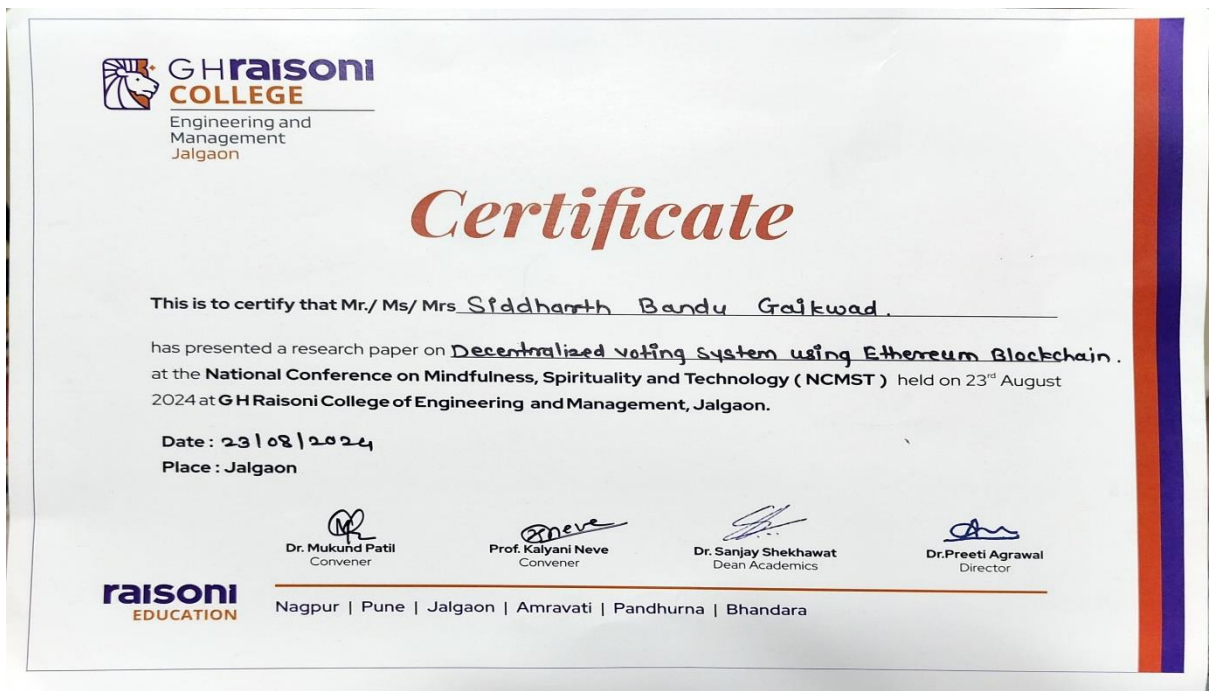 GHraisoni
COLLEGE
Engineering and
Management
Jalgaon
Certificate
This is to certify that Mr./ Ms/ Mrs Siddharth Bandu Gaikwad.
has presented a research paper on Decentralized voting System using Ethereum Blockchain.
at the National Conference on Mindfulness, Spirituality and Technology ( NCMST ) held on 23rd August
2024 at G H Raisoni College of Engineering and Management, Jalgaon.
Date : 23/08/2024
Place : Jalgaon
Dr. Mukund Patil
Convener
Prof. Kalyani Neve
Convener
Dr. Sanjay Shekhawat
Dean Academics
Dr.Preeti Agrawal
Director
raisoni
EDUCATION
Nagpur | Pune | Jalgaon | Amravati | Pandhurna | Bhandara